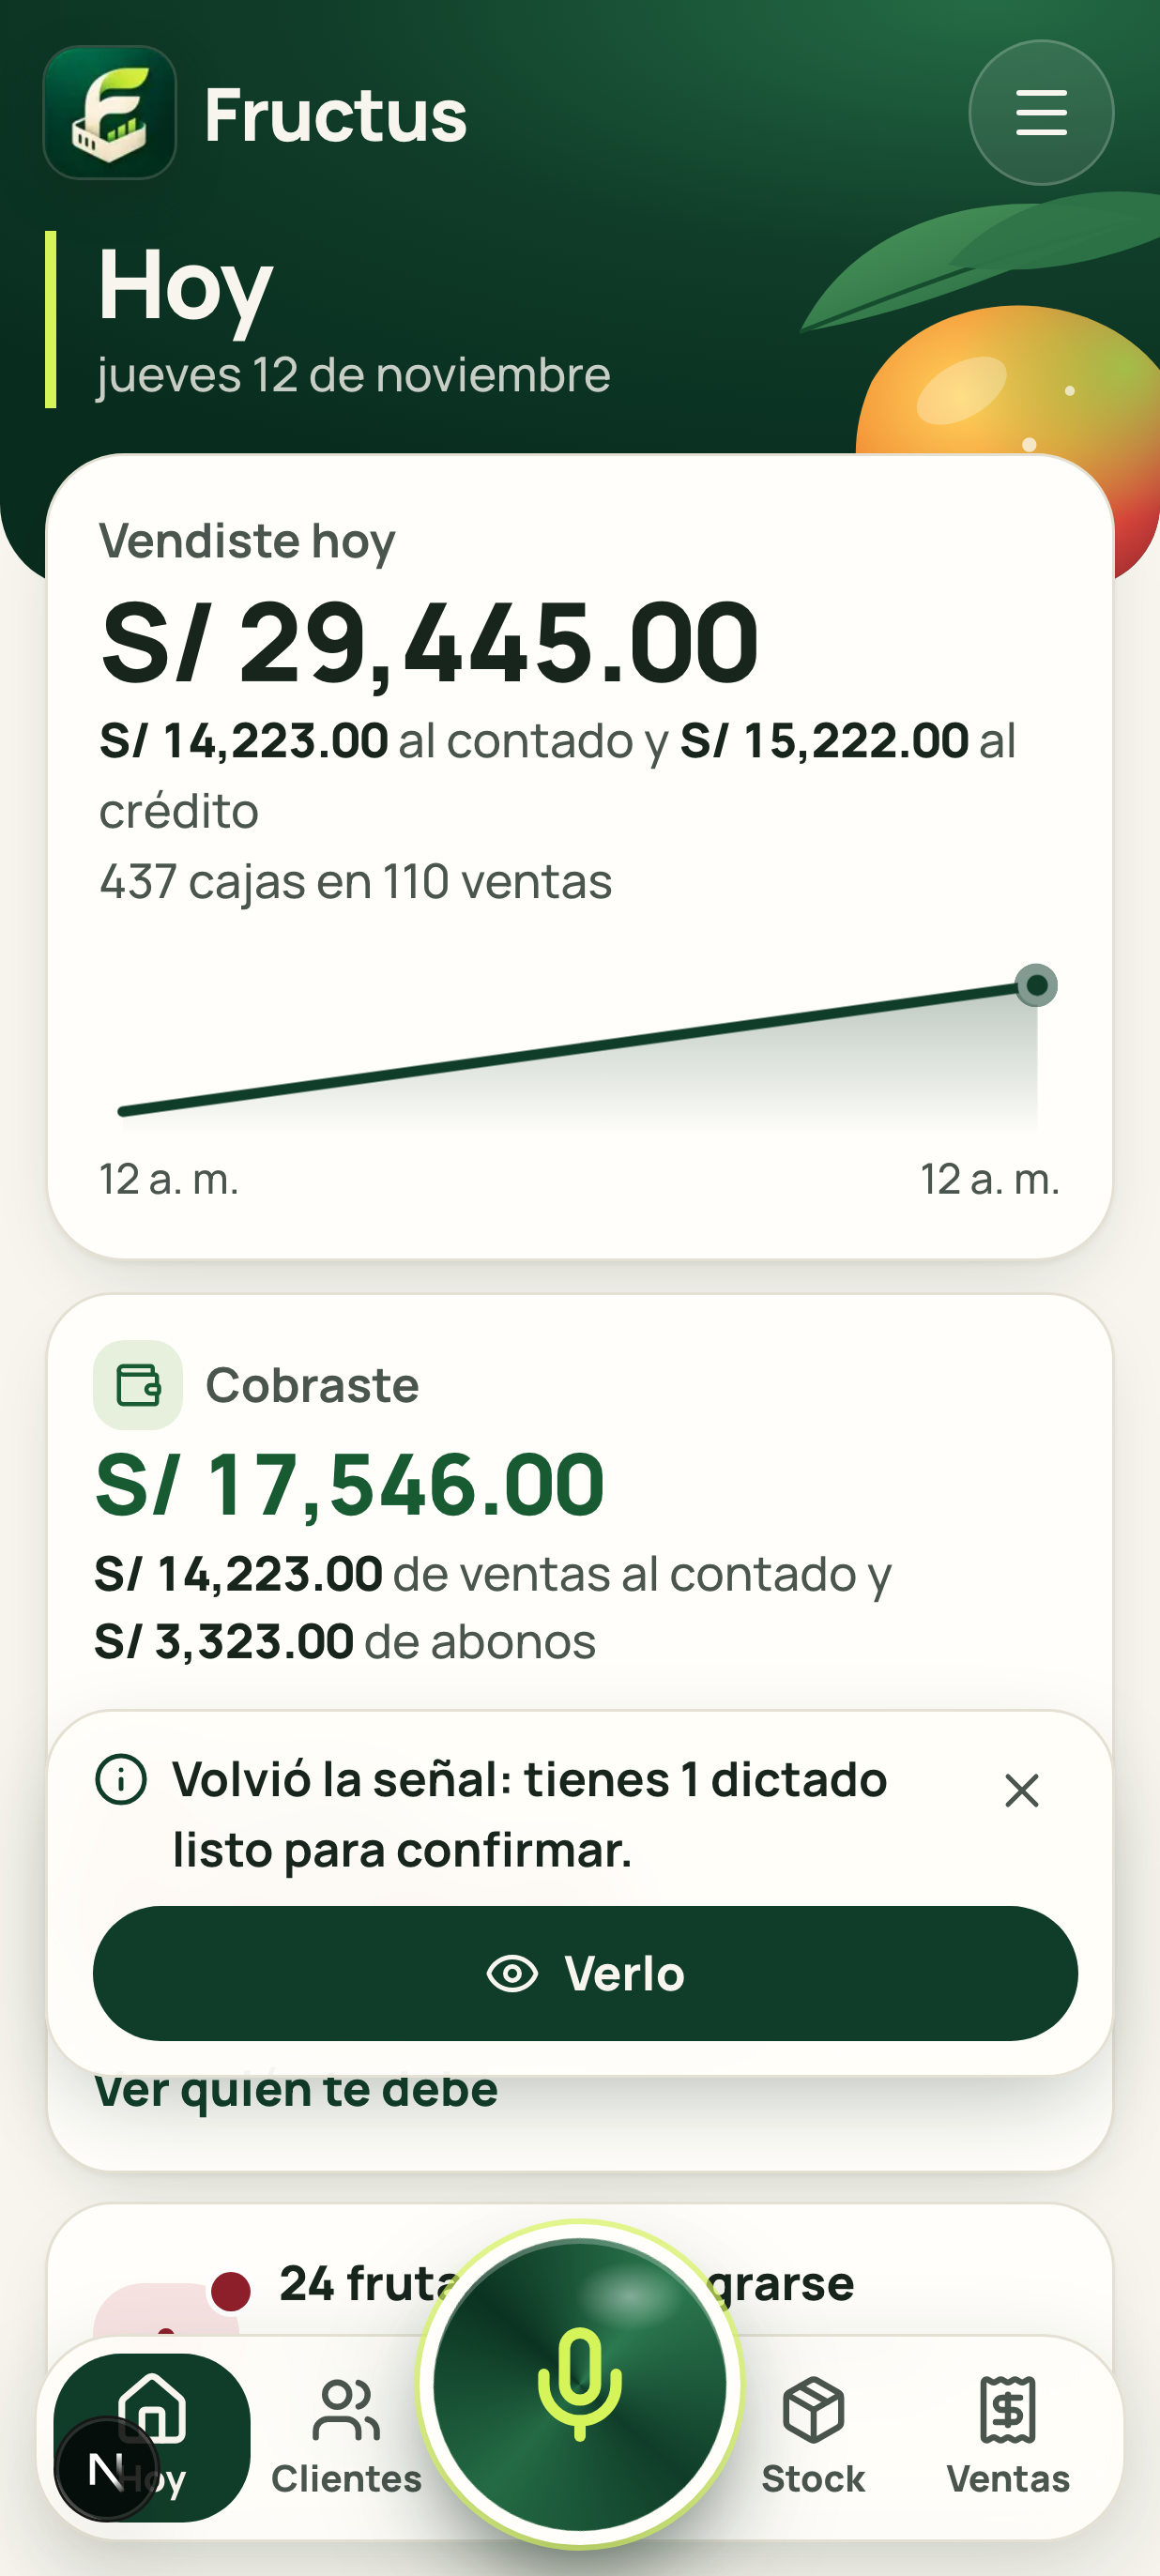 Fructus
Hoy
jueves 12 de noviembre
Vendiste hoy
S/ 29,445.00
S/ 14,223.00 al contado y S/ 15,222.00 al
crédito
437 cajas en 110 ventas
12 a. m.
12 a. m.
Cobraste
S/ 17,546.00
S/ 14,223.00 de ventas al contado y
S/ 3,323.00 de abonos
Volvió la señal: tienes 1 dictado
listo para confirmar.
Verlo
Ver quién te debe
24
N
Hoy
Clientes
Stock
Ventas